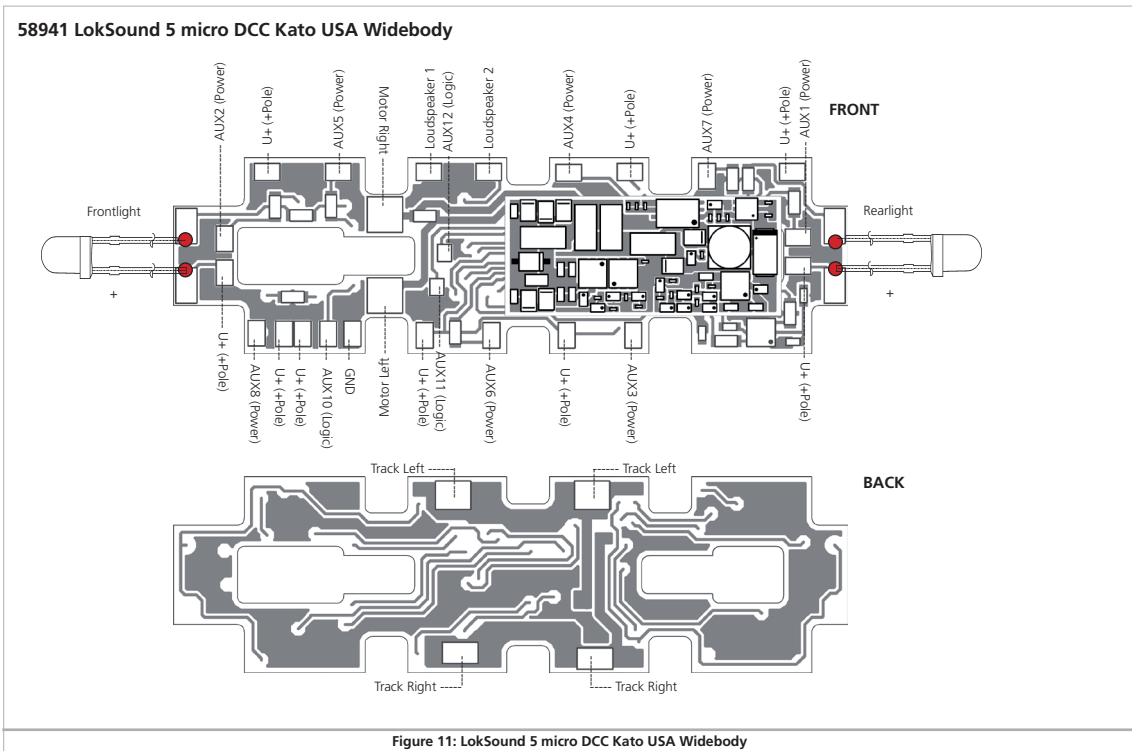 58941 LokSound 5 micro DCC Kato USA Widebody
AUX2 (Power)
U+ (+Pole)
AUX5 (Power)
Motor Right
Loudspeaker 1
AUX12 (Logic)
Loudspeaker 2
AUX4 (Power)
U+ (+Pole)
AUX7 (Power)
U+ (+Pole)
AUX1 (Power)
FRONT
Frontlight
Rearlight
+
+
U+ (+Pole)
AUX8 (Power)
U+ (+Pole)
U+ (+Pole)
AUX10 (Logic)
GND
Motor Left
U+ (+Pole)
AUX11 (Logic)
AUX6 (Power)
U+ (+Pole)
AUX3 (Power)
U+ (+Pole)
Track Left
Track Left
BACK
Track Right
Track Right
Figure 11: LokSound 5 micro DCC Kato USA Widebody